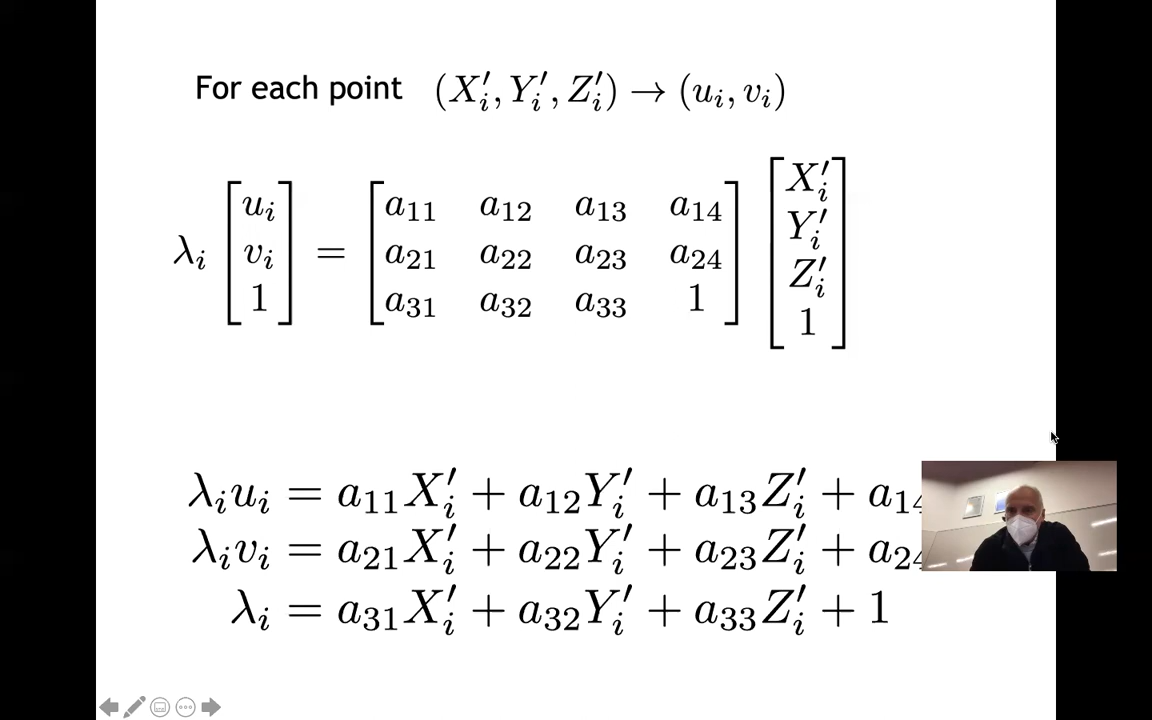 For each point (X′ᵢ, Y′ᵢ, Z′ᵢ) → (uᵢ, vᵢ)
λᵢ [uᵢ; vᵢ; 1] = [a₁₁ a₁₂ a₁₃ a₁₄; a₂₁ a₂₂ a₂₃ a₂₄; a₃₁ a₃₂ a₃₃ 1] [X′ᵢ; Y′ᵢ; Z′ᵢ; 1]
λᵢuᵢ = a₁₁X′ᵢ + a₁₂Y′ᵢ + a₁₃Z′ᵢ + a₁₄
λᵢvᵢ = a₂₁X′ᵢ + a₂₂Y′ᵢ + a₂₃Z′ᵢ + a₂₄
λᵢ = a₃₁X′ᵢ + a₃₂Y′ᵢ + a₃₃Z′ᵢ + 1